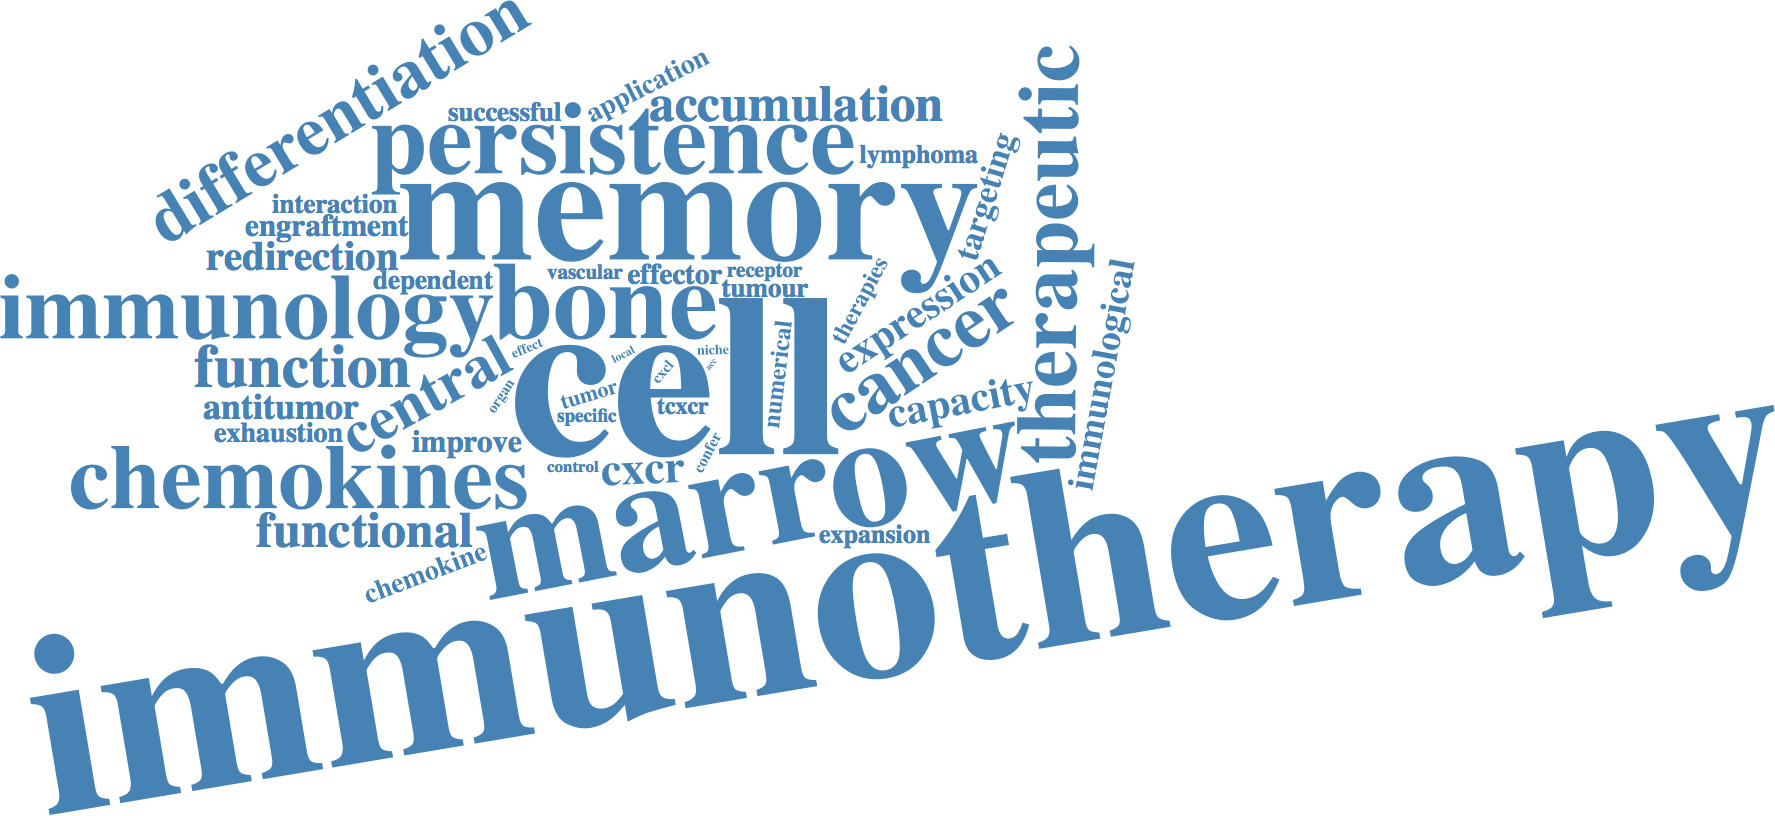 differentiation
application
successful
accumulation
persistence
lymphoma
therapeutic
targeting
memory
interaction
engraftment
redirection
dependent
vascular
effector
receptor
tumour
immunology
bone
therapies
expression
cancer
immunological
function
central
effect
local
niche
cxcl
acc
numerical
cell
organ
tumor
specific
tcxcr
capacity
antitumor
exhaustion
improve
chemokines
control
cxcr
confer
marrow
functional
expansion
chemokine
immunotherapy